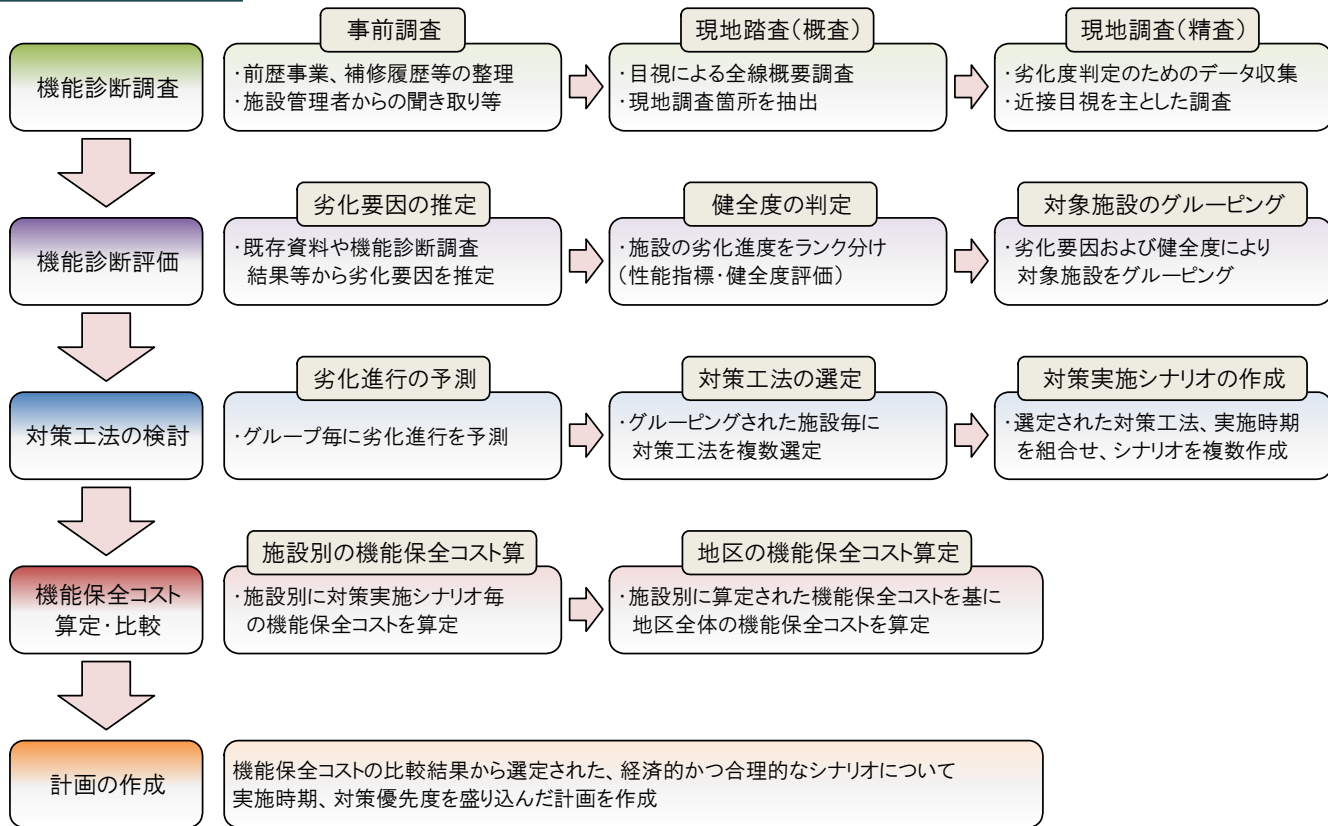 機能診断調査
事前調査
・前歴事業、補修履歴等の整理
・施設管理者からの聞き取り等
現地踏査(概査)
・目視による全線概要調査
・現地調査箇所を抽出
現地調査(精査)
・劣化度判定のためのデータ収集
・近接目視を主とした調査
機能診断評価
劣化要因の推定
・既存資料や機能診断調査
結果等から劣化要因を推定
健全度の判定
・施設の劣化進度をランク分け
(性能指標・健全度評価)
対象施設のグルーピング
・劣化要因および健全度により
対象施設をグルーピング
対策工法の検討
劣化進行の予測
・グループ毎に劣化進行を予測
対策工法の選定
・グルーピングされた施設毎に
対策工法を複数選定
対策実施シナリオの作成
・選定された対策工法、実施時期
を組合せ、シナリオを複数作成
機能保全コスト
算定・比較
施設別の機能保全コスト算
・施設別に対策実施シナリオ毎
の機能保全コストを算定
地区の機能保全コスト算定
・施設別に算定された機能保全コストを基に
地区全体の機能保全コストを算定
計画の作成
機能保全コストの比較結果から選定された、経済的かつ合理的なシナリオについて
実施時期、対策優先度を盛り込んだ計画を作成